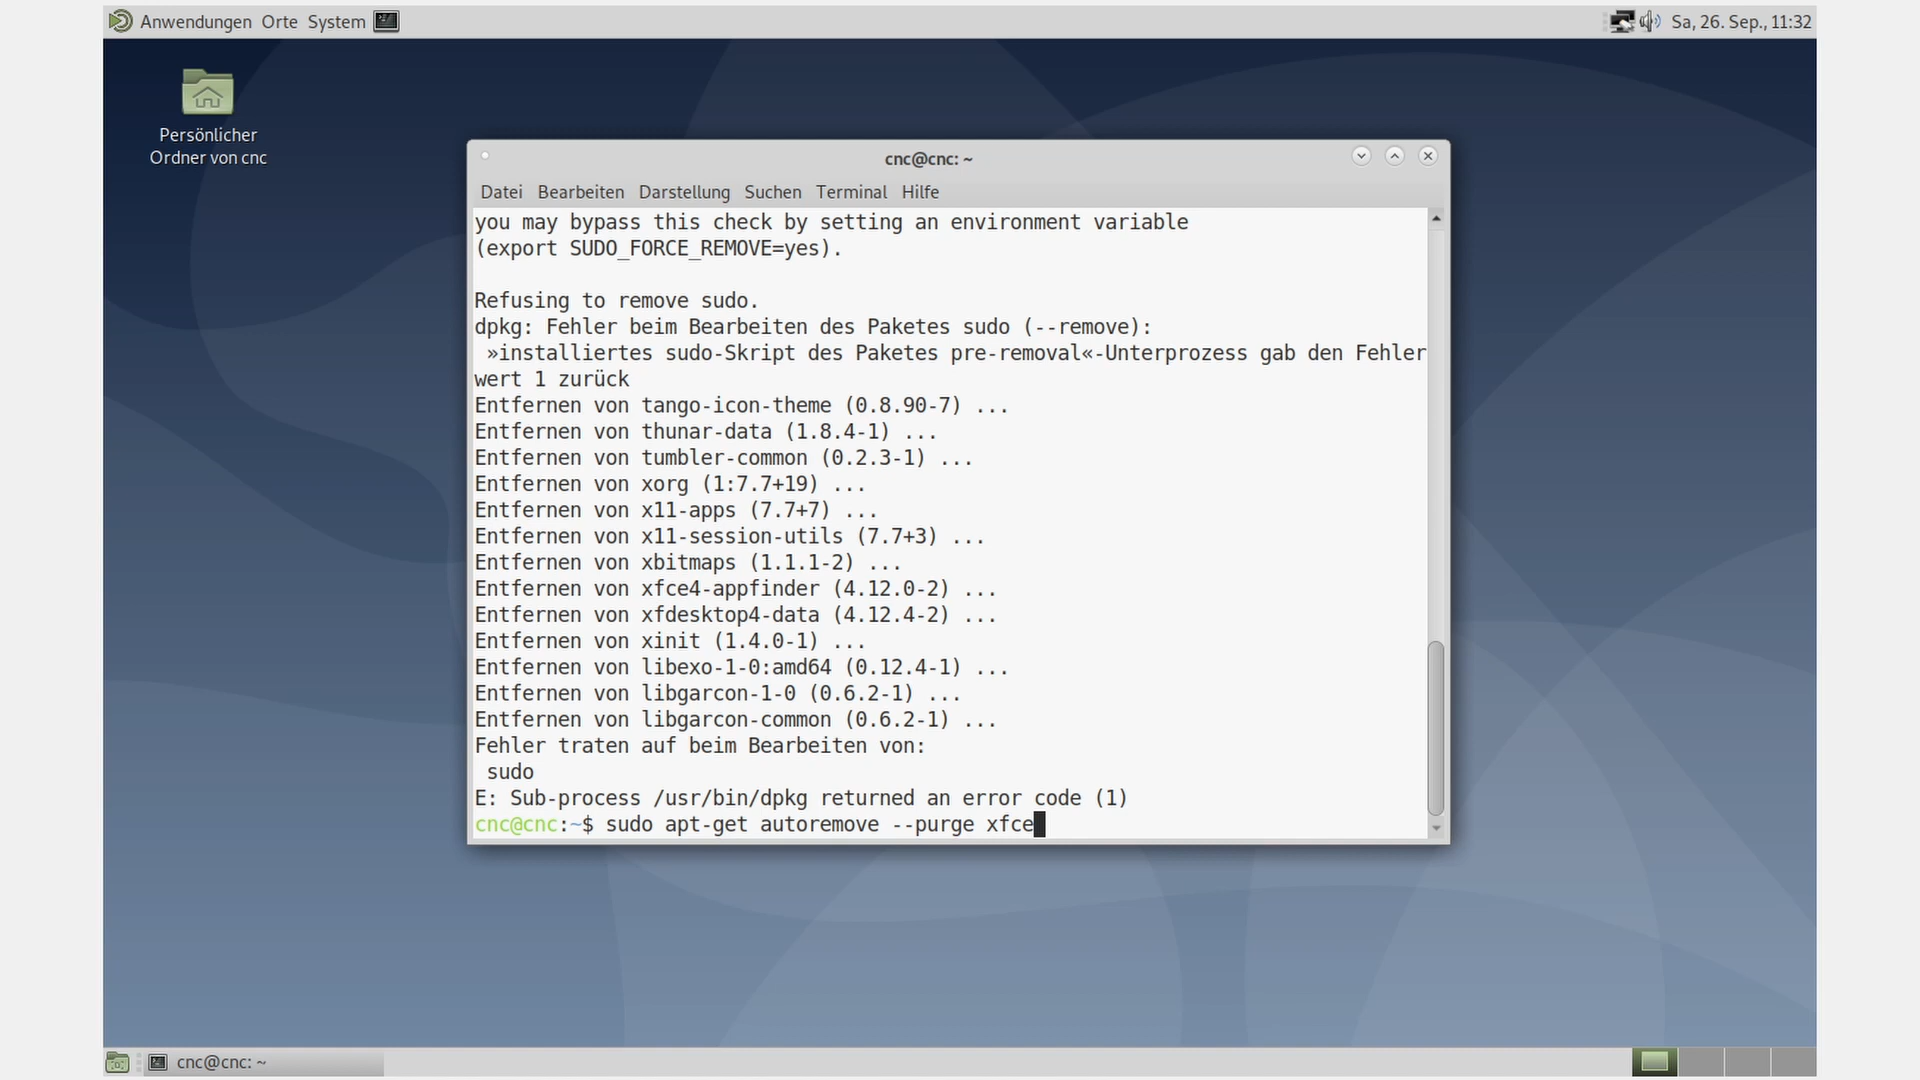 Anwendungen Orte System
Sa, 26. Sep., 11:32
Persönlicher
Ordner von cnc
cnc@cnc: ~
Datei Bearbeiten Darstellung Suchen Terminal Hilfe
you may bypass this check by setting an environment variable
(export SUDO_FORCE_REMOVE=yes).
Refusing to remove sudo.
dpkg: Fehler beim Bearbeiten des Paketes sudo (--remove):
»installiertes sudo-Skript des Paketes pre-removal«-Unterprozess gab den Fehler
wert 1 zurück
Entfernen von tango-icon-theme (0.8.90-7) ...
Entfernen von thunar-data (1.8.4-1) ...
Entfernen von tumbler-common (0.2.3-1) ...
Entfernen von xorg (1:7.7+19) ...
Entfernen von x11-apps (7.7+7) ...
Entfernen von x11-session-utils (7.7+3) ...
Entfernen von xbitmaps (1.1.1-2) ...
Entfernen von xfce4-appfinder (4.12.0-2) ...
Entfernen von xfdesktop4-data (4.12.4-2) ...
Entfernen von xinit (1.4.0-1) ...
Entfernen von libexo-1-0:amd64 (0.12.4-1) ...
Entfernen von libgarcon-1-0 (0.6.2-1) ...
Entfernen von libgarcon-common (0.6.2-1) ...
Fehler traten auf beim Bearbeiten von:
sudo
E: Sub-process /usr/bin/dpkg returned an error code (1)
cnc@cnc:~$ sudo apt-get autoremove --purge xfce
cnc@cnc: ~